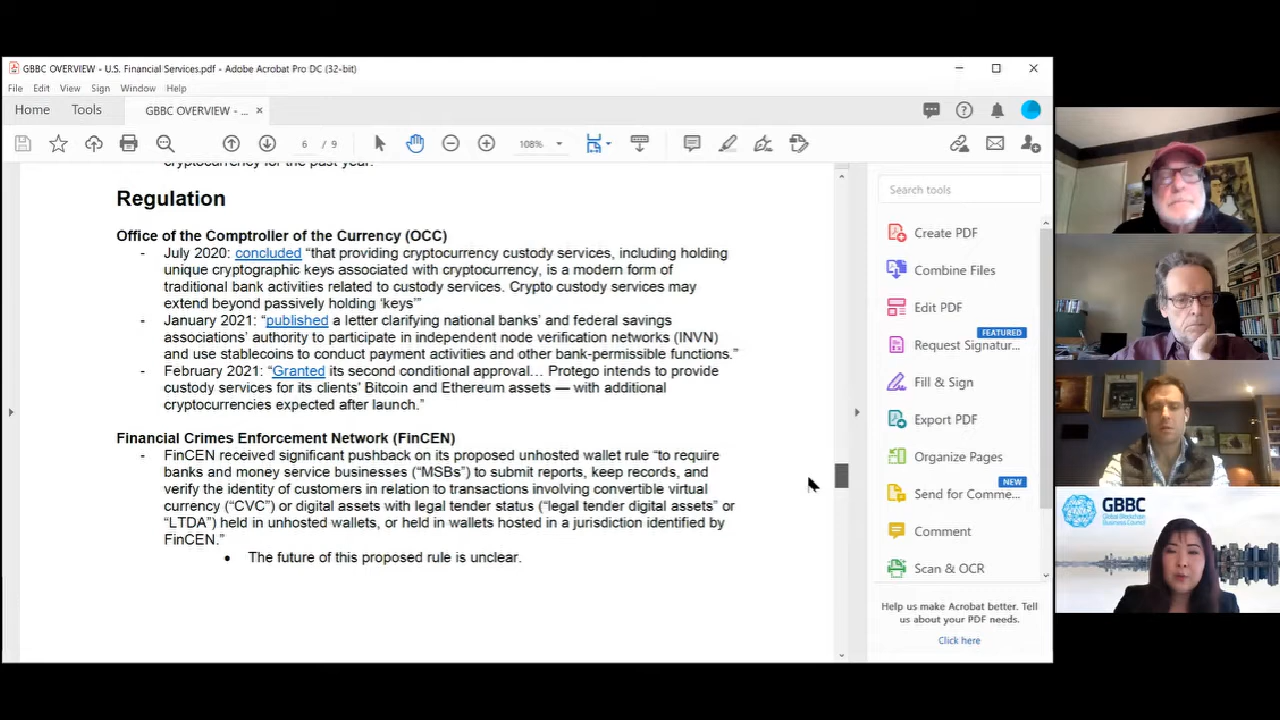 GBBC OVERVIEW - U.S. Financial Services.pdf - Adobe Acrobat Pro DC (32-bit)
File Edit View Sign Window Help
Home Tools GBBC OVERVIEW - ... ×
6 / 9 108%
cryptocurrency for the past year.
Regulation
Office of the Comptroller of the Currency (OCC)
- July 2020: concluded “that providing cryptocurrency custody services, including holding
unique cryptographic keys associated with cryptocurrency, is a modern form of
traditional bank activities related to custody services. Crypto custody services may
extend beyond passively holding ‘keys’”
- January 2021: “published a letter clarifying national banks’ and federal savings
associations’ authority to participate in independent node verification networks (INVN)
and use stablecoins to conduct payment activities and other bank-permissible functions.”
- February 2021: “Granted its second conditional approval… Protego intends to provide
custody services for its clients’ Bitcoin and Ethereum assets — with additional
cryptocurrencies expected after launch.”
Financial Crimes Enforcement Network (FinCEN)
- FinCEN received significant pushback on its proposed unhosted wallet rule “to require
banks and money service businesses (“MSBs”) to submit reports, keep records, and
verify the identity of customers in relation to transactions involving convertible virtual
currency (“CVC”) or digital assets with legal tender status (“legal tender digital assets” or
“LTDA”) held in unhosted wallets, or held in wallets hosted in a jurisdiction identified by
FinCEN.”
• The future of this proposed rule is unclear.
Search tools
Create PDF
Combine Files
Edit PDF
FEATURED
Request Signatur...
Fill & Sign
Export PDF
Organize Pages
NEW
Send for Comme...
Comment
Scan & OCR
Help us make Acrobat better. Tell
us about your PDF needs.
Click here
GBBC
Global Blockchain
Business Council